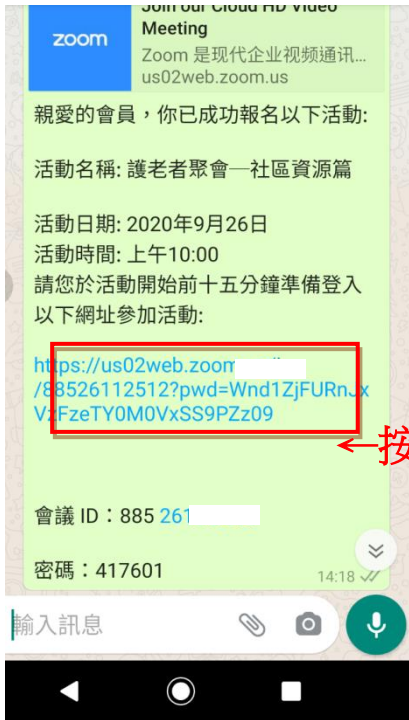 Join our Cloud HD Video
zoom
Meeting
Zoom 是现代企业视频通讯...
us02web.zoom.us
親愛的會員，你已成功報名以下活動:
活動名稱: 護老者聚會—社區資源篇
活動日期: 2020年9月26日
活動時間: 上午10:00
請您於活動開始前十五分鐘準備登入
以下網址參加活動:
https://us02web.zoom
/88526112512?pwd=Wnd1ZjFURnJx
VzFzeTY0M0VxSS9PZz09
←按
會議 ID：885 261
密碼：417601
14:18
輸入訊息